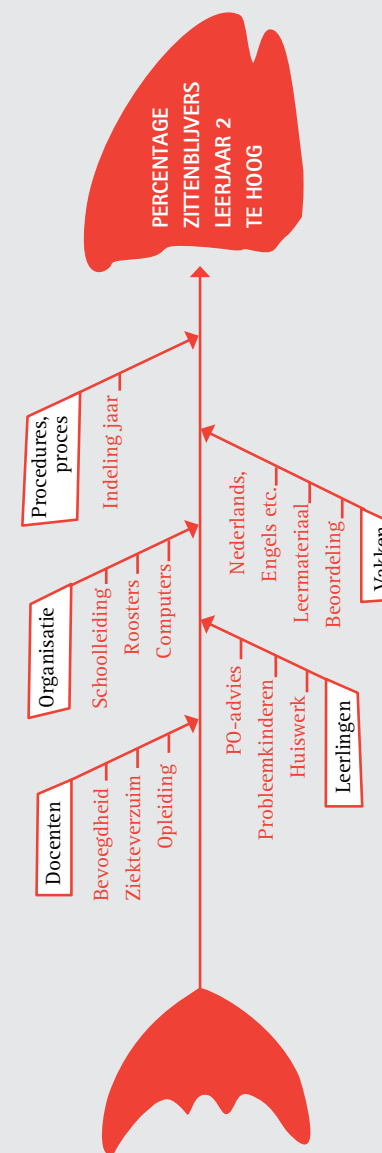 PERCENTAGE
ZITTENBLIJVERS
LEERJAAR 2
TE HOOG
Docenten
Bevoegdheid
Ziekteverzuim
Opleiding
Organisatie
Schoolleiding
Roosters
Computers
Procedures,
proces
Indeling jaar
PO-advies
Probleemkinderen
Huiswerk
Leerlingen
Nederlands,
Engels etc.
Leermateriaal
Beoordeling
Vakken